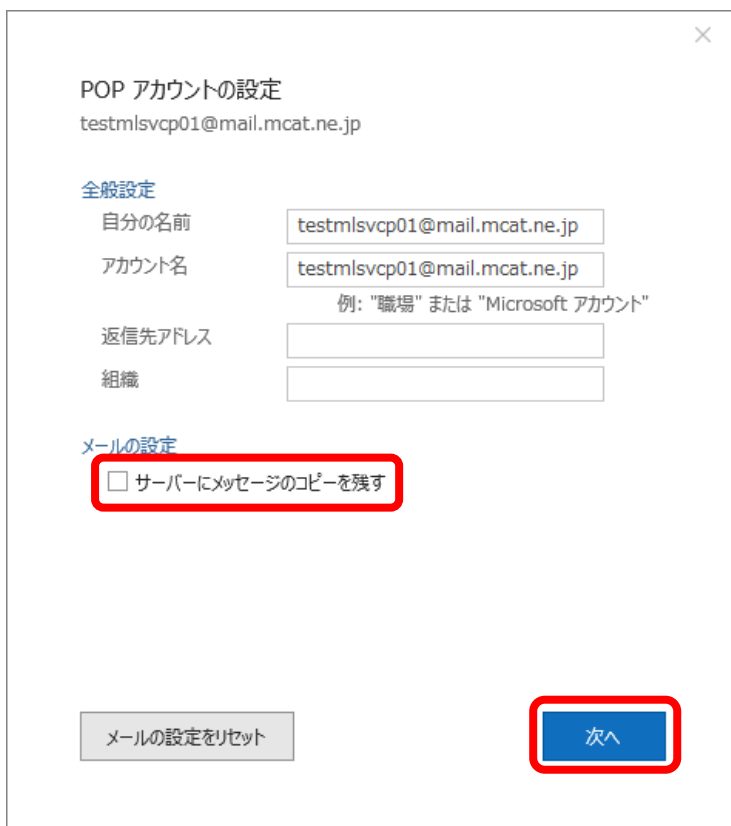 POP アカウントの設定
testmlsvcp01@mail.mcat.ne.jp
全般設定
自分の名前 testmlsvcp01@mail.mcat.ne.jp
アカウント名 testmlsvcp01@mail.mcat.ne.jp
例: "職場" または "Microsoft アカウント"
返信先アドレス
組織
メールの設定
サーバーにメッセージのコピーを残す
メールの設定をリセット 次へ